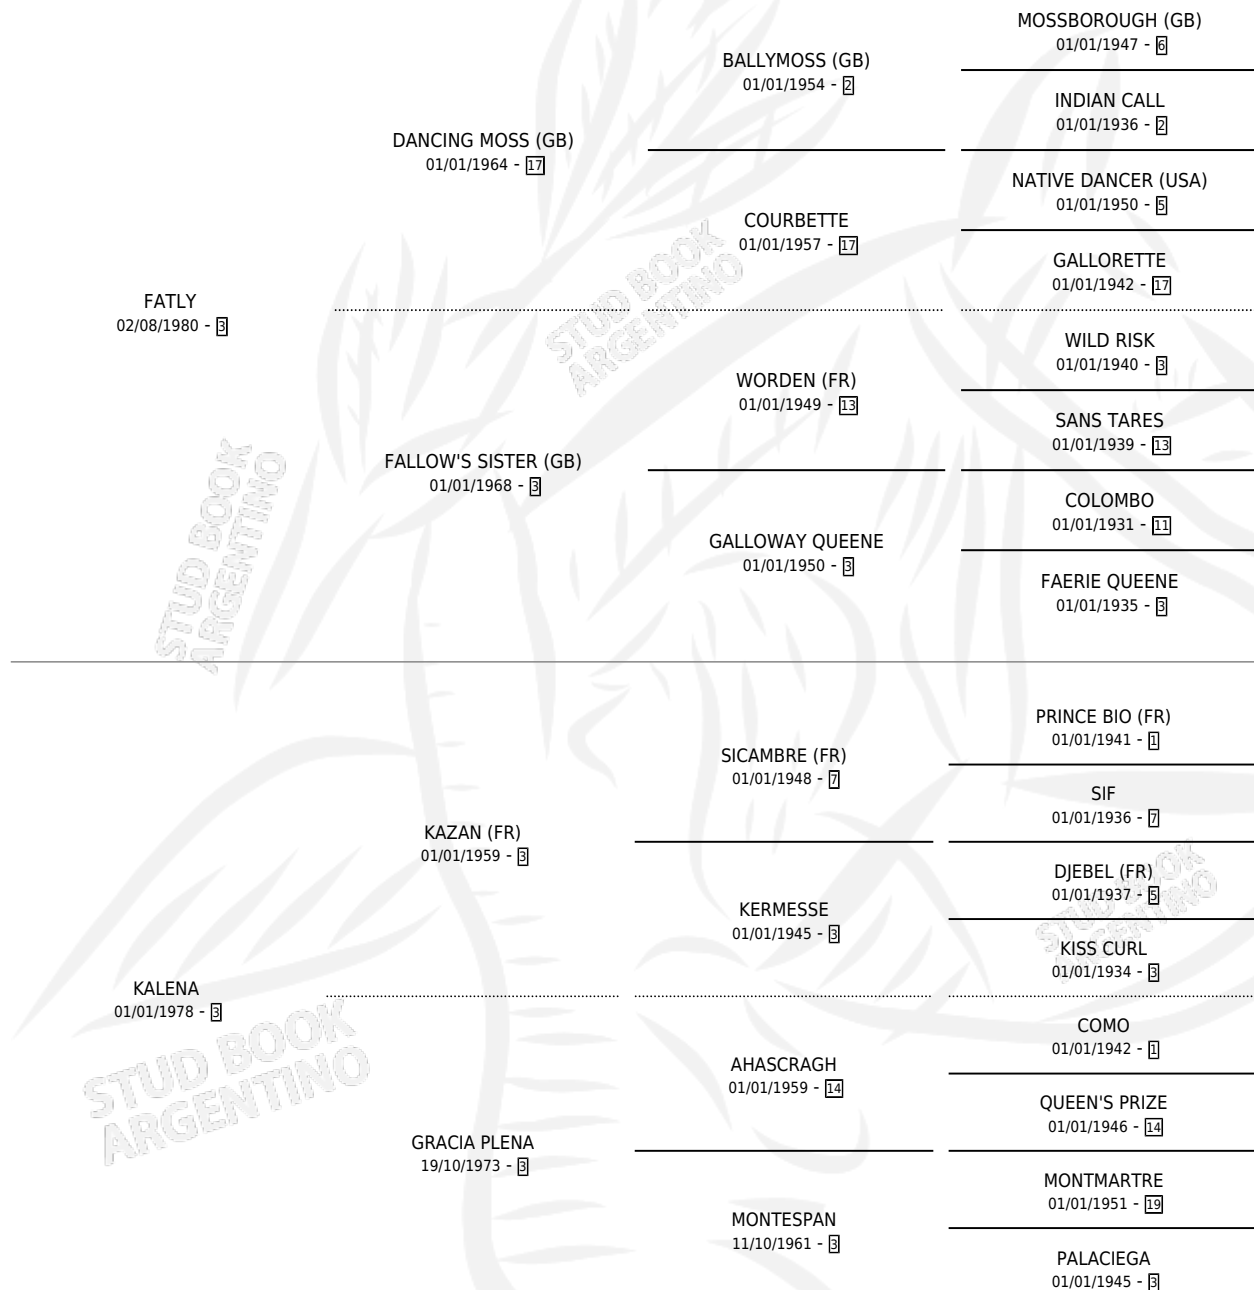 MOSSBOROUGH (GB)
01/01/1947 - 6
BALLYMOSS (GB)
01/01/1954 - 2
INDIAN CALL
01/01/1936 - 2
DANCING MOSS (GB)
01/01/1964 - 17
NATIVE DANCER (USA)
01/01/1950 - 5
COURBETTE
01/01/1957 - 17
GALLORETTE
01/01/1942 - 17
FATLY
02/08/1980 - 3
STUD BOOK
ARGENTINO
WILD RISK
01/01/1940 - 3
WORDEN (FR)
01/01/1949 - 13
SANS TARES
01/01/1939 - 13
FALLOW'S SISTER (GB)
01/01/1968 - 3
COLOMBO
01/01/1931 - 11
GALLOWAY QUEENE
01/01/1950 - 3
FAERIE QUEENE
01/01/1935 - 3
STUD BOOK
ARGENTINO
PRINCE BIO (FR)
01/01/1941 - 1
SICAMBRE (FR)
01/01/1948 - 7
SIF
01/01/1936 - 7
KAZAN (FR)
01/01/1959 - 3
DJEBEL (FR)
01/01/1937 - 5
STUD BOOK
ARGENTINO
KERMESSE
01/01/1945 - 3
KISS CURL
01/01/1934 - 3
KALENA
01/01/1978 - 3
STUD BOOK
ARGENTINO
COMO
01/01/1942 - 1
AHASCRAGH
01/01/1959 - 14
QUEEN'S PRIZE
01/01/1946 - 14
GRACIA PLENA
19/10/1973 - 3
MONTMARTRE
01/01/1951 - 19
MONTESPAN
11/10/1961 - 3
PALACIEGA
01/01/1945 - 3